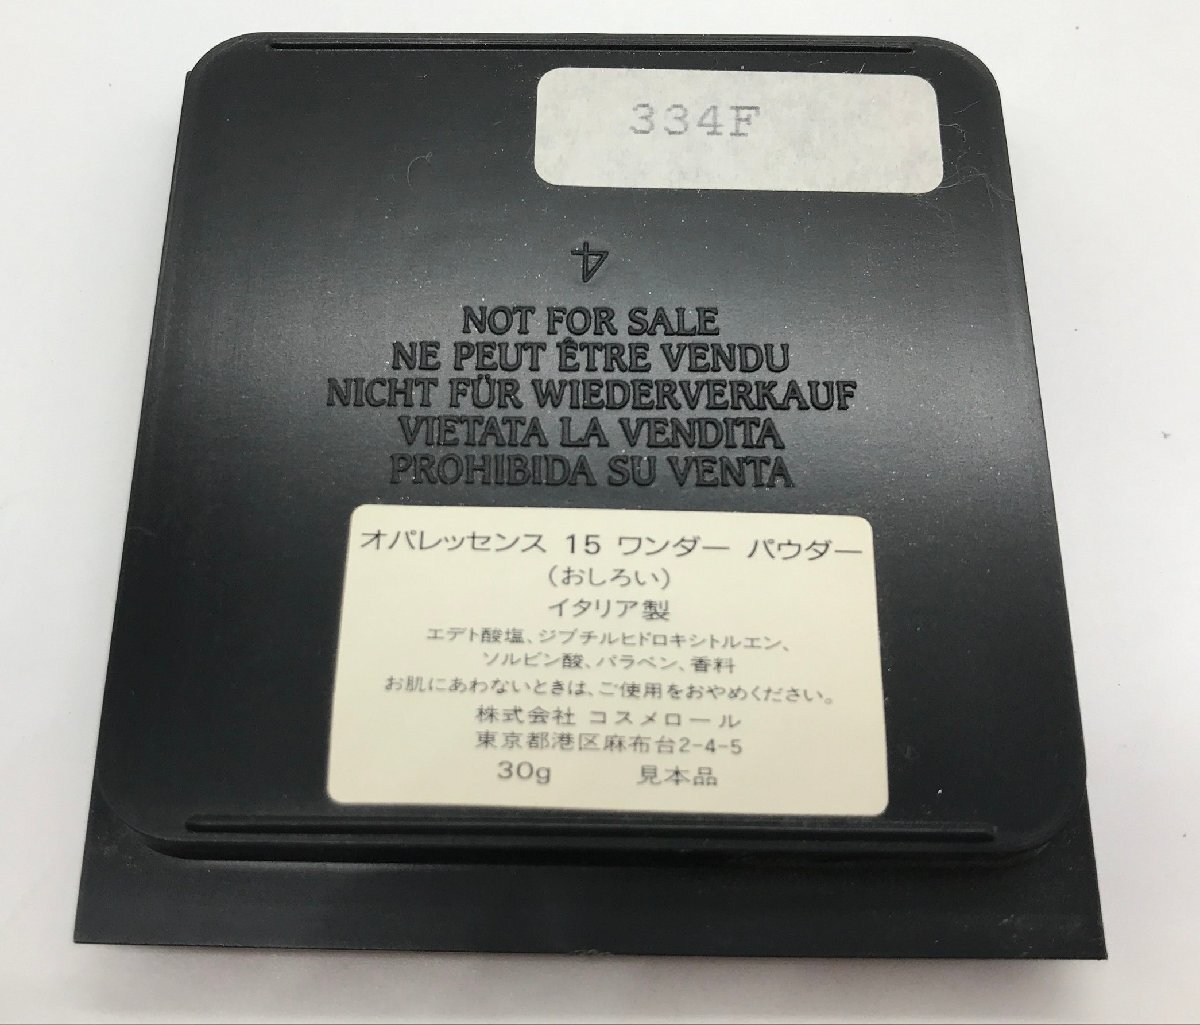 334F
4
NOT FOR SALE
NE PEUT ÊTRE VENDU
NICHT FÜR WIEDERVERKAUF
VIETATA LA VENDITA
PROHIBIDA SU VENTA
オパレッセンス 15 ワンダー パウダー
(おしろい)
イタリア製
エデト酸塩、ジブチルヒドロキシトルエン、
ソルビン酸、パラベン、香料
お肌にあわないときは、ご使用をおやめください。
株式会社 コスメロール
東京都港区麻布台2-4-5
30g 見本品